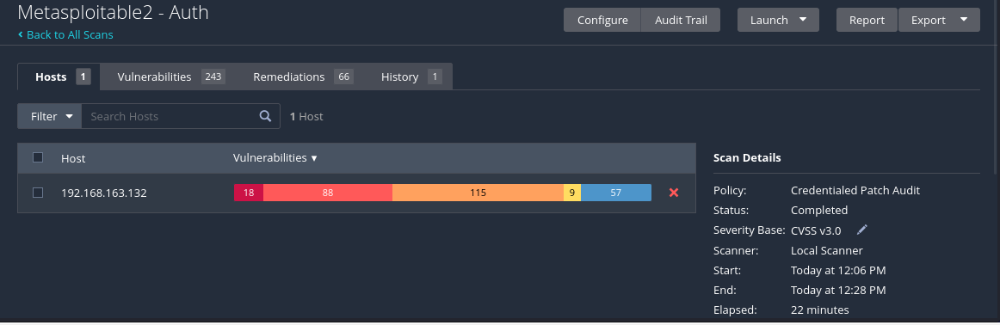 Metasploitable2 - Auth
Configure Audit Trail Launch Report Export
Back to All Scans
Hosts 1 Vulnerabilities 243 Remediations 66 History 1
Filter Search Hosts 1 Host
Host Vulnerabilities
192.168.163.132 18 88 115 9 57
Scan Details
Policy: Credentialed Patch Audit
Status: Completed
Severity Base: CVSS v3.0
Scanner: Local Scanner
Start: Today at 12:06 PM
End: Today at 12:28 PM
Elapsed: 22 minutes